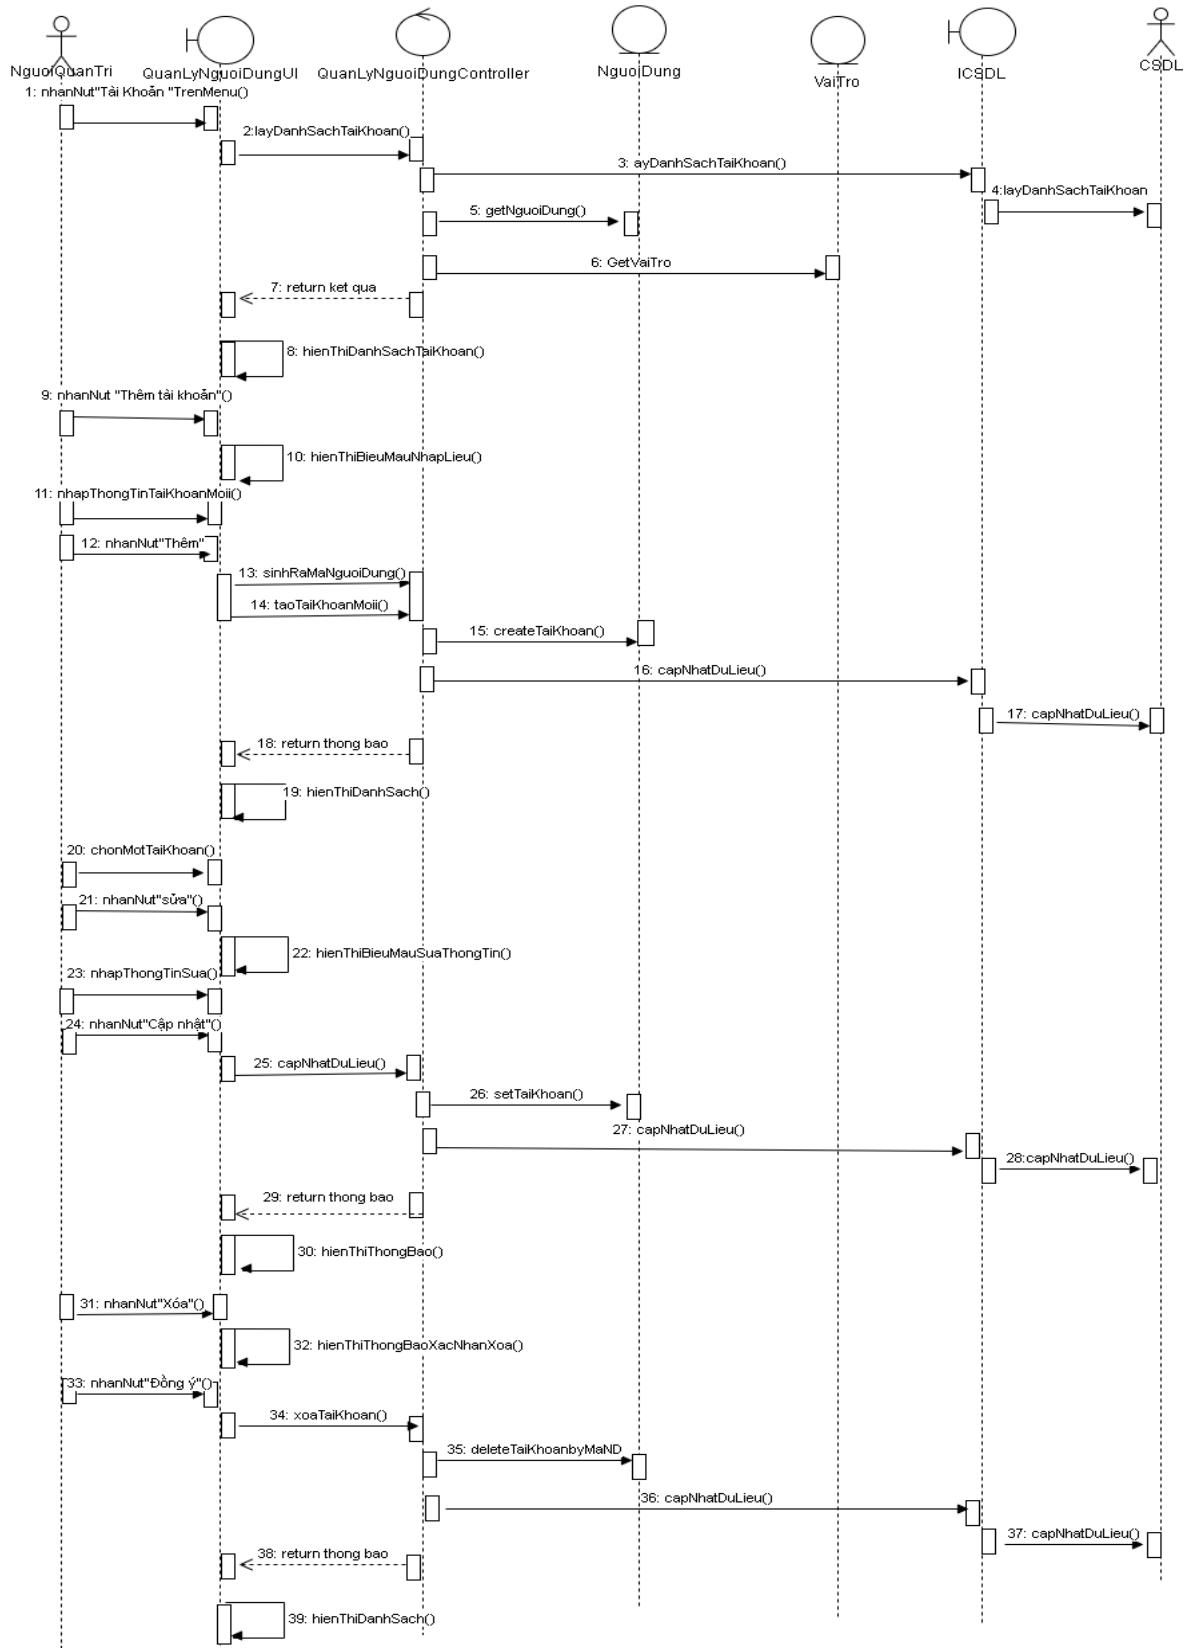 NguoiQuanTri
QuanLyNguoiDungUI
QuanLyNguoiDungController
NguoiDung
VaiTro
ICSDL
CSDL
1: nhanNut"Tài Khoẩn "TrenMenu()
2:layDanhSachTaiKhoan()
3: ayDanhSachTaiKhoan()
4:layDanhSachTaiKhoan
5: getNguoiDung()
6: GetVaiTro
7: return ket qua
8: hienThiDanhSachTaiKhoan()
9: nhanNut "Thêm tài khoẳn"()
10: hienThiBieuMauNhapLieu()
11: nhapThongTinTaiKhoanMoii()
12: nhanNut"Thêm"
13: sinhRaMaNguoiDung()
14: taoTaiKhoanMoii()
15: createTaiKhoan()
16: capNhatDuLieu()
17: capNhatDuLieu()
18: return thong bao
19: hienThiDanhSach()
20: chonMotTaiKhoan()
21: nhanNut"sửa"()
22: hienThiBieuMauSuaThongTin()
23: nhapThongTinSua()
24: nhanNut"Cập nhật"()
25: capNhatDuLieu()
26: setTaiKhoan()
27: capNhatDuLieu()
28:capNhatDuLieu()
29: return thong bao
30: hienThiThongBao()
31: nhanNut"Xóa"()
32: hienThiThongBaoXacNhanXoa()
33: nhanNut"Đồng ý"()
34: xoaTaiKhoan()
35: deleteTaiKhoanbyMaND
36: capNhatDuLieu()
37: capNhatDuLieu()
38: return thong bao
39: hienThiDanhSach()